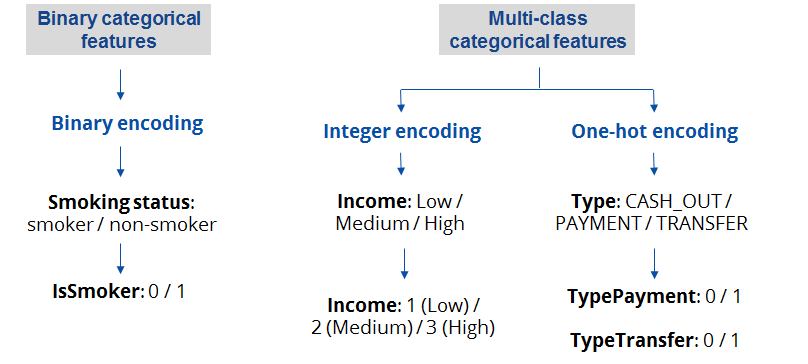 Binary categorical
features
Binary encoding
Smoking status:
smoker / non-smoker
IsSmoker: 0 / 1
Multi-class
categorical features
Integer encoding
Income: Low /
Medium / High
Income: 1 (Low) /
2 (Medium) / 3 (High)
One-hot encoding
Type: CASH_OUT /
PAYMENT / TRANSFER
TypePayment: 0 / 1
TypeTransfer: 0 / 1